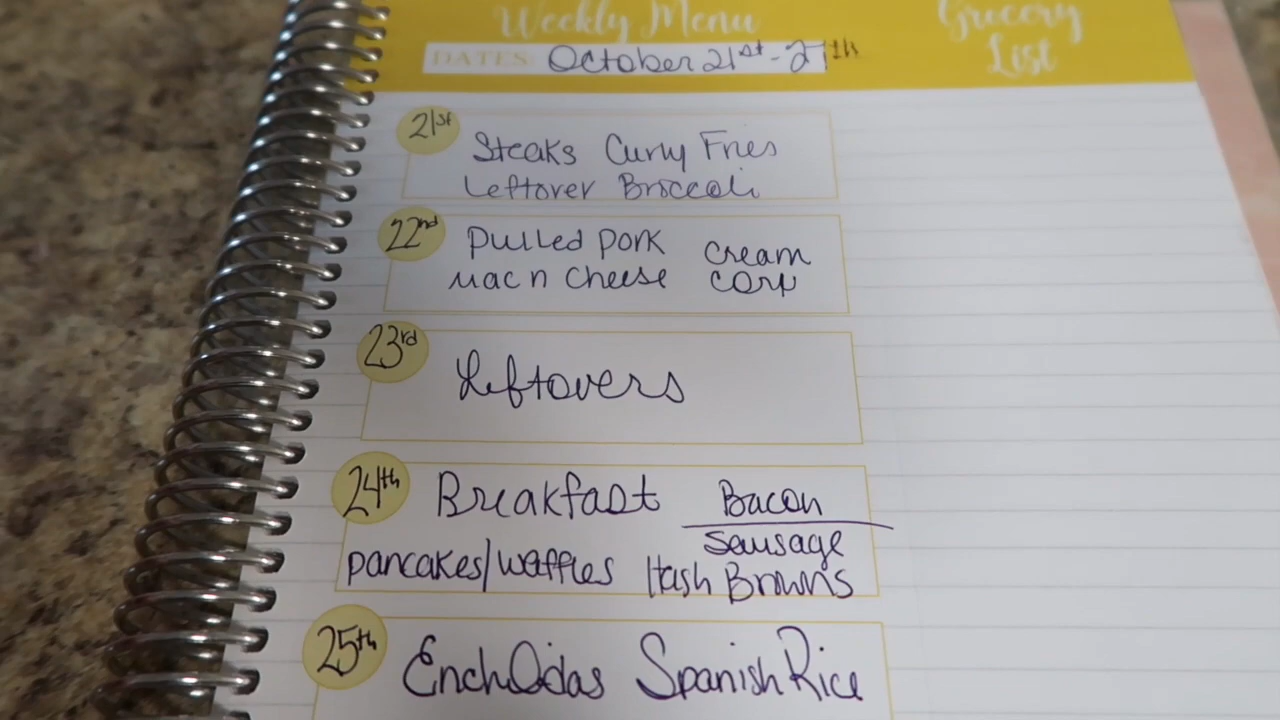 Weekly Menu
Grocery List
DATES: October 21st - 27th
21st
Steaks Curly Fries
Leftover Broccoli
22nd
Pulled Pork Cream
Mac n Cheese Corn
23rd
Leftovers
24th
Breakfast Bacon
Sausage
pancakes/waffles Hash Browns
25th
Enchiladas Spanish Rice